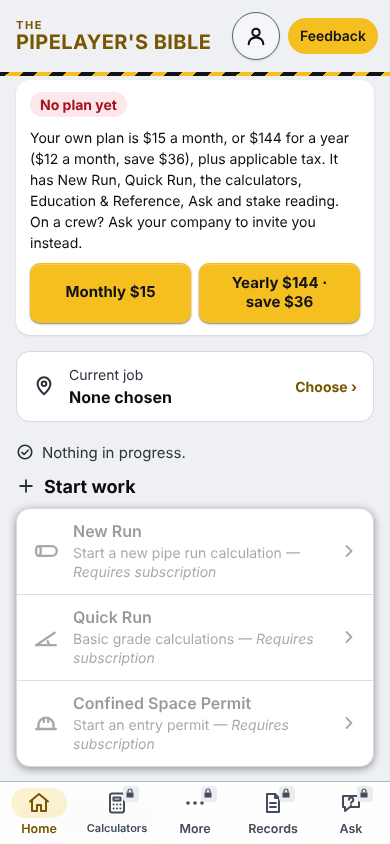 THE
PIPELAYER'S BIBLE
Feedback
No plan yet
Your own plan is $15 a month, or $144 for a year
($12 a month, save $36), plus applicable tax. It
has New Run, Quick Run, the calculators,
Education & Reference, Ask and stake reading.
On a crew? Ask your company to invite you
instead.
Monthly $15
Yearly $144 ·
save $36
Current job
None chosen
Choose ›
Nothing in progress.
Start work
New Run
Start a new pipe run calculation —
Requires subscription
Quick Run
Basic grade calculations — Requires
subscription
Confined Space Permit
Start an entry permit — Requires
subscription
Home
Calculators
More
Records
Ask